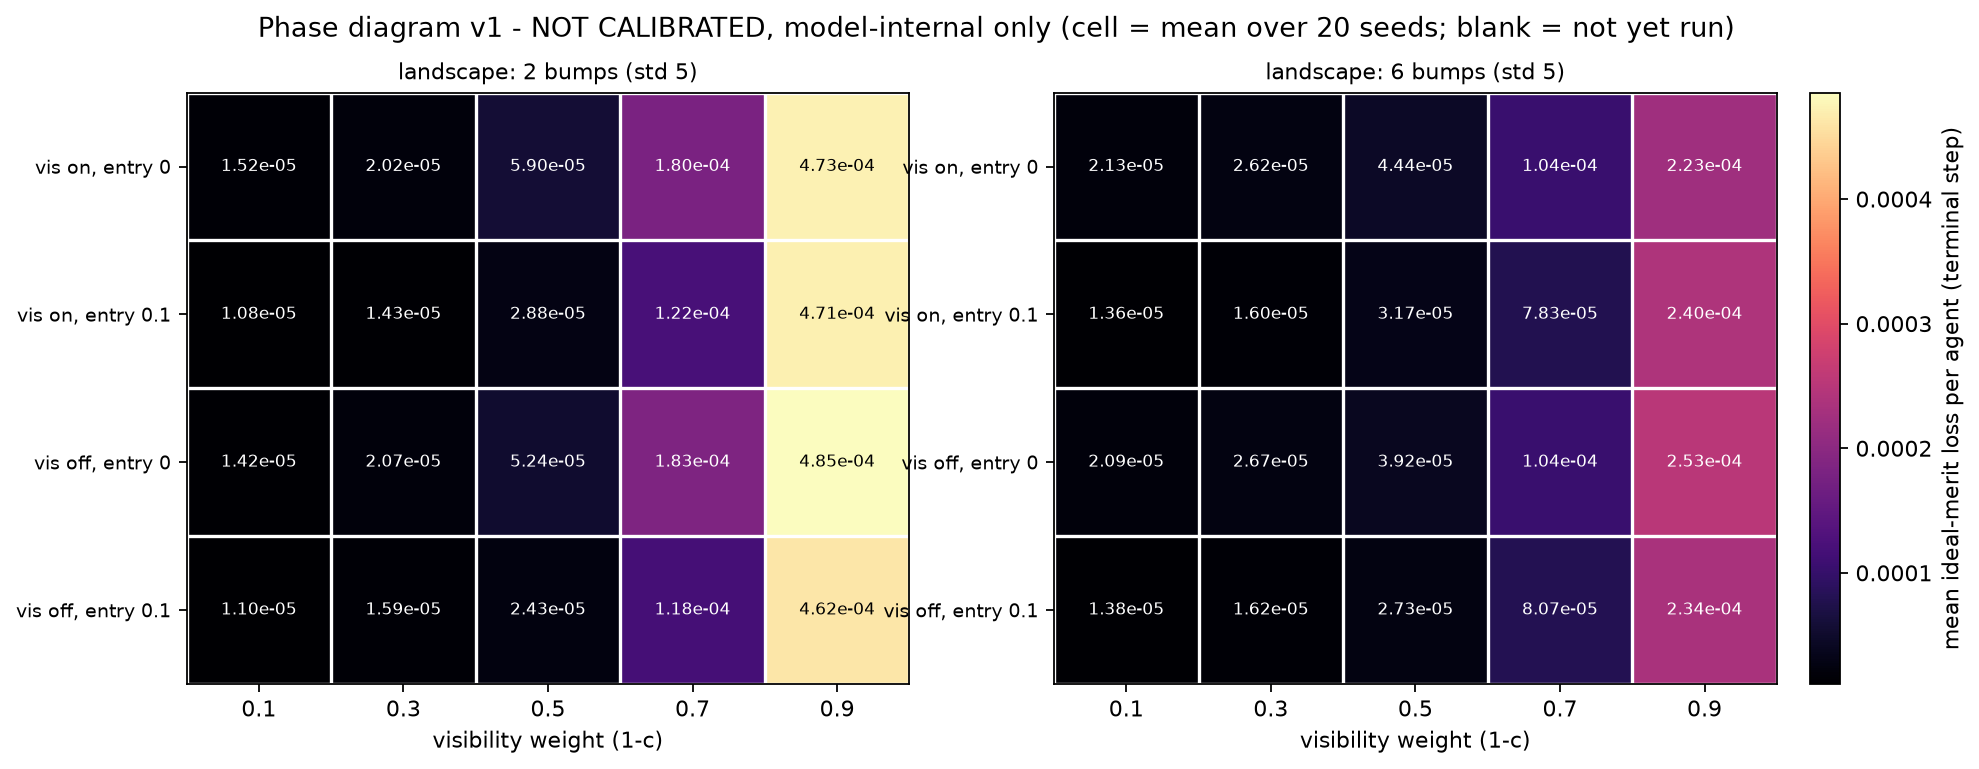 Phase diagram v1 - NOT CALIBRATED, model-internal only (cell = mean over 20 seeds; blank = not yet run)
landscape: 2 bumps (std 5)
vis on, entry 0 1.52e-05 2.02e-05 5.90e-05 1.80e-04 4.73e-04
vis on, entry 0.1 1.08e-05 1.43e-05 2.88e-05 1.22e-04 4.71e-04
vis off, entry 0 1.42e-05 2.07e-05 5.24e-05 1.83e-04 4.85e-04
vis off, entry 0.1 1.10e-05 1.59e-05 2.43e-05 1.18e-04 4.62e-04
0.1 0.3 0.5 0.7 0.9
visibility weight (1-c)
landscape: 6 bumps (std 5)
vis on, entry 0 2.13e-05 2.62e-05 4.44e-05 1.04e-04 2.23e-04
vis on, entry 0.1 1.36e-05 1.60e-05 3.17e-05 7.83e-05 2.40e-04
vis off, entry 0 2.09e-05 2.67e-05 3.92e-05 1.04e-04 2.53e-04
vis off, entry 0.1 1.38e-05 1.62e-05 2.73e-05 8.07e-05 2.34e-04
0.1 0.3 0.5 0.7 0.9
visibility weight (1-c)
0.0004
0.0003
0.0002
0.0001
mean ideal-merit loss per agent (terminal step)